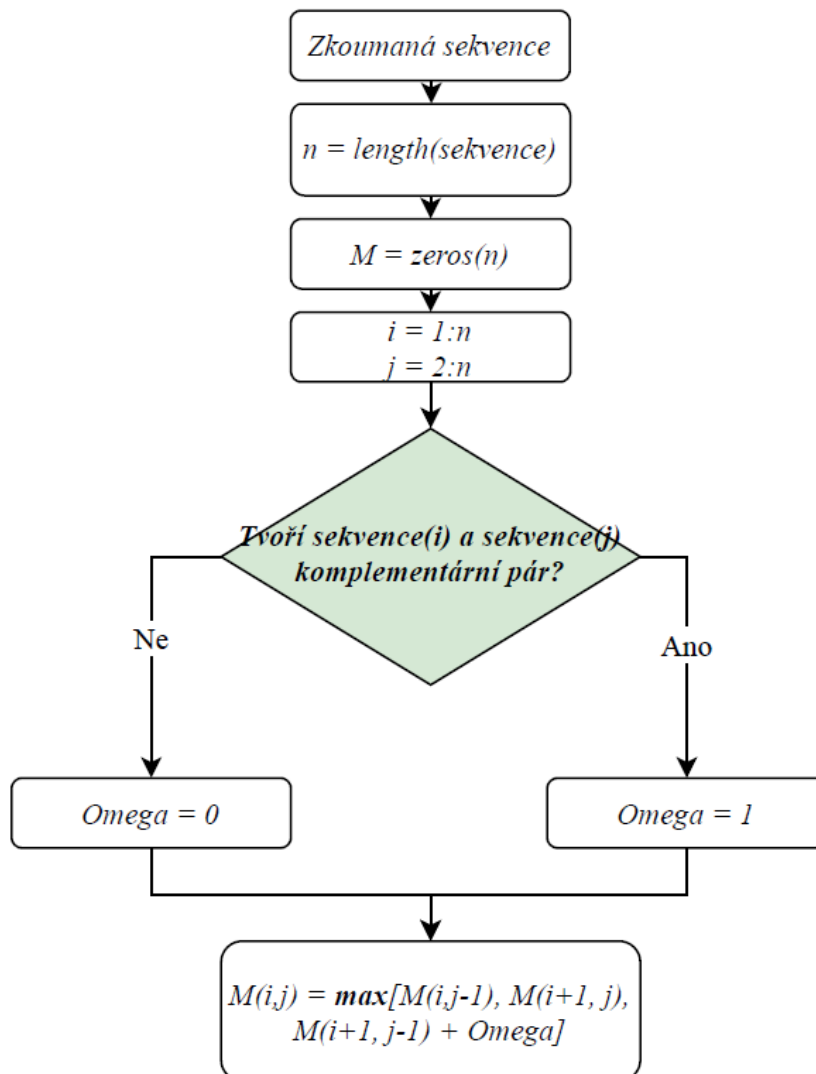 Zkoumaná sekvence
n = length(sekvence)
M = zeros(n)
i = 1:n
j = 2:n
Tvoří sekvence(i) a sekvence(j)
komplementární pár?
Ne
Ano
Omega = 0
Omega = 1
M(i,j) = max[M(i,j-1), M(i+1, j),
M(i+1, j-1) + Omega]